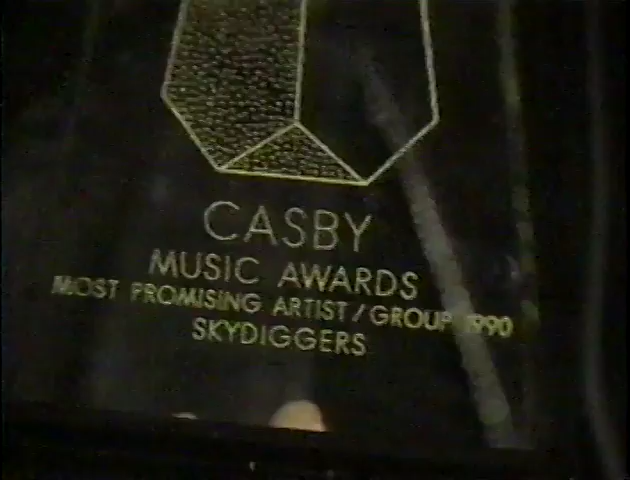 CASBY
MUSIC AWARDS
MOST PROMISING ARTIST/GROUP 1990
SKYDIGGERS